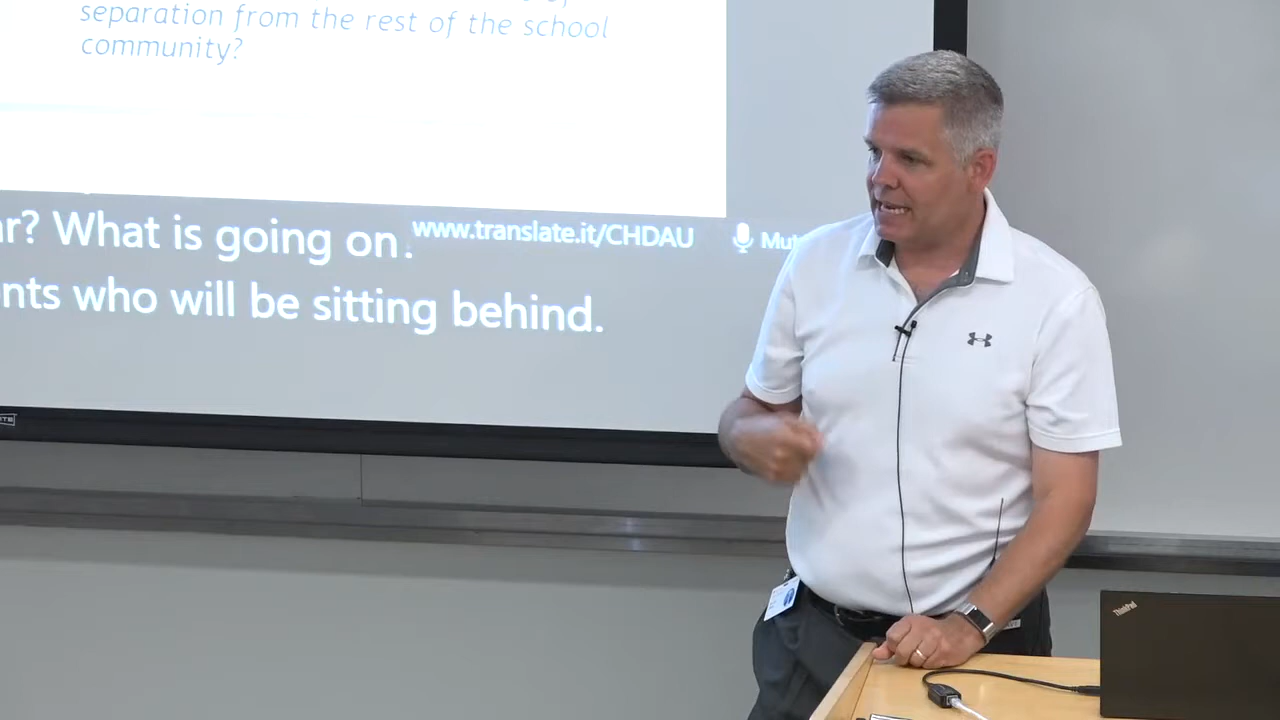 separation from the rest of the school
community?
What is going on.
www.translate.it/CHDAU
who will be sitting behind.
ThinkPad